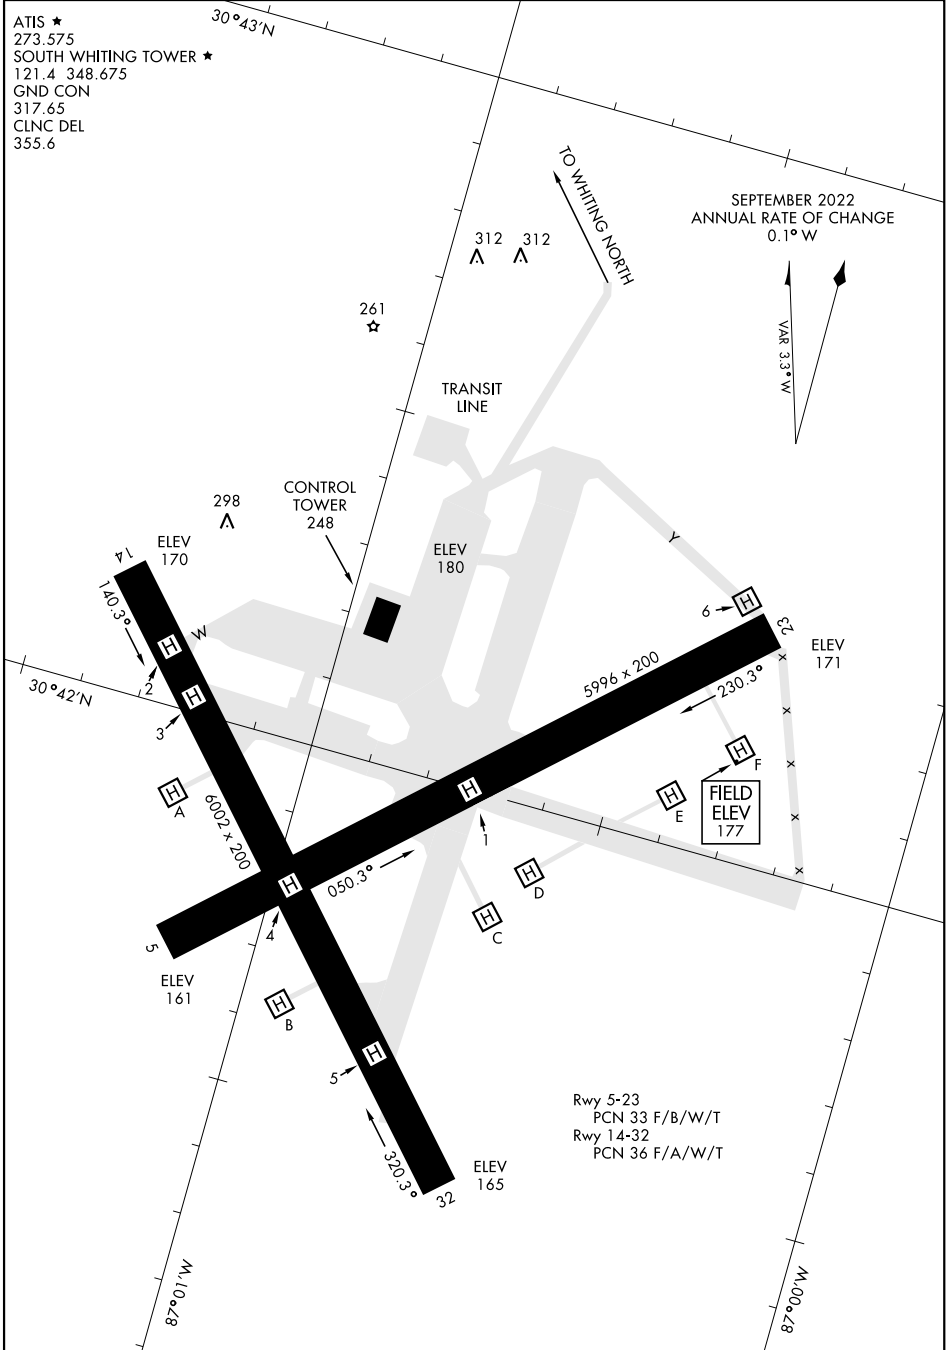 ATIS ★
273.575
SOUTH WHITING TOWER ★
121.4 348.675
GND CON
317.65
CLNC DEL
355.6
30°43'N
TO WHITING NORTH
SEPTEMBER 2022
ANNUAL RATE OF CHANGE
0.1° W
VAR 3.3° W
312
312
261
TRANSIT
LINE
CONTROL
TOWER
248
298
ELEV
180
ELEV
170
14
140.3°
W
Y
H
6
23
ELEV
171
5996 x 200
230.3°
H
2
30°42'N
H
3
H
A
6002 x 200
H
F
FIELD
ELEV
177
H
E
H
1
H
D
050.3°
H
4
H
C
5
ELEV
161
H
B
H
5
x
x
x
x
x
Rwy 5-23
PCN 33 F/B/W/T
Rwy 14-32
PCN 36 F/A/W/T
320.3°
ELEV
165
32
87°01'W
87°00'W